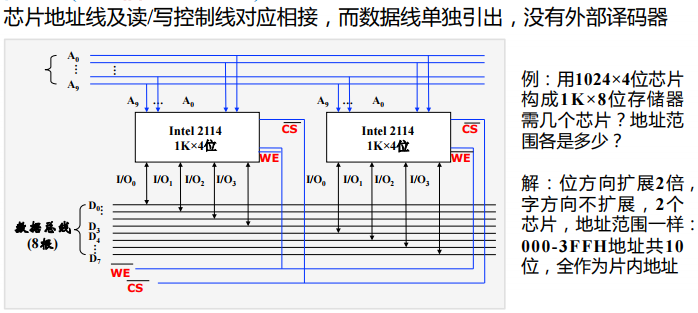 芯片地址线及读/写控制线对应相接，而数据线单独引出，没有外部译码器
A0
⋮
A9
⋮
A9 ... A0
A9 ... A0
Intel 2114
1K×4位
CS
WE
Intel 2114
1K×4位
CS
WE
I/O0 I/O1 I/O2 I/O3
I/O0 I/O1 I/O2 I/O3
数据总线
(8根)
D0
⋮
D3
D4
⋮
D7
WE
CS
例：用1024×4位芯片
构成1K×8位存储器
需几个芯片？地址范
围各是多少？
解：位方向扩展2倍，
字方向不扩展，2个
芯片，地址范围一样：
000-3FFH地址共10
位，全作为片内地址